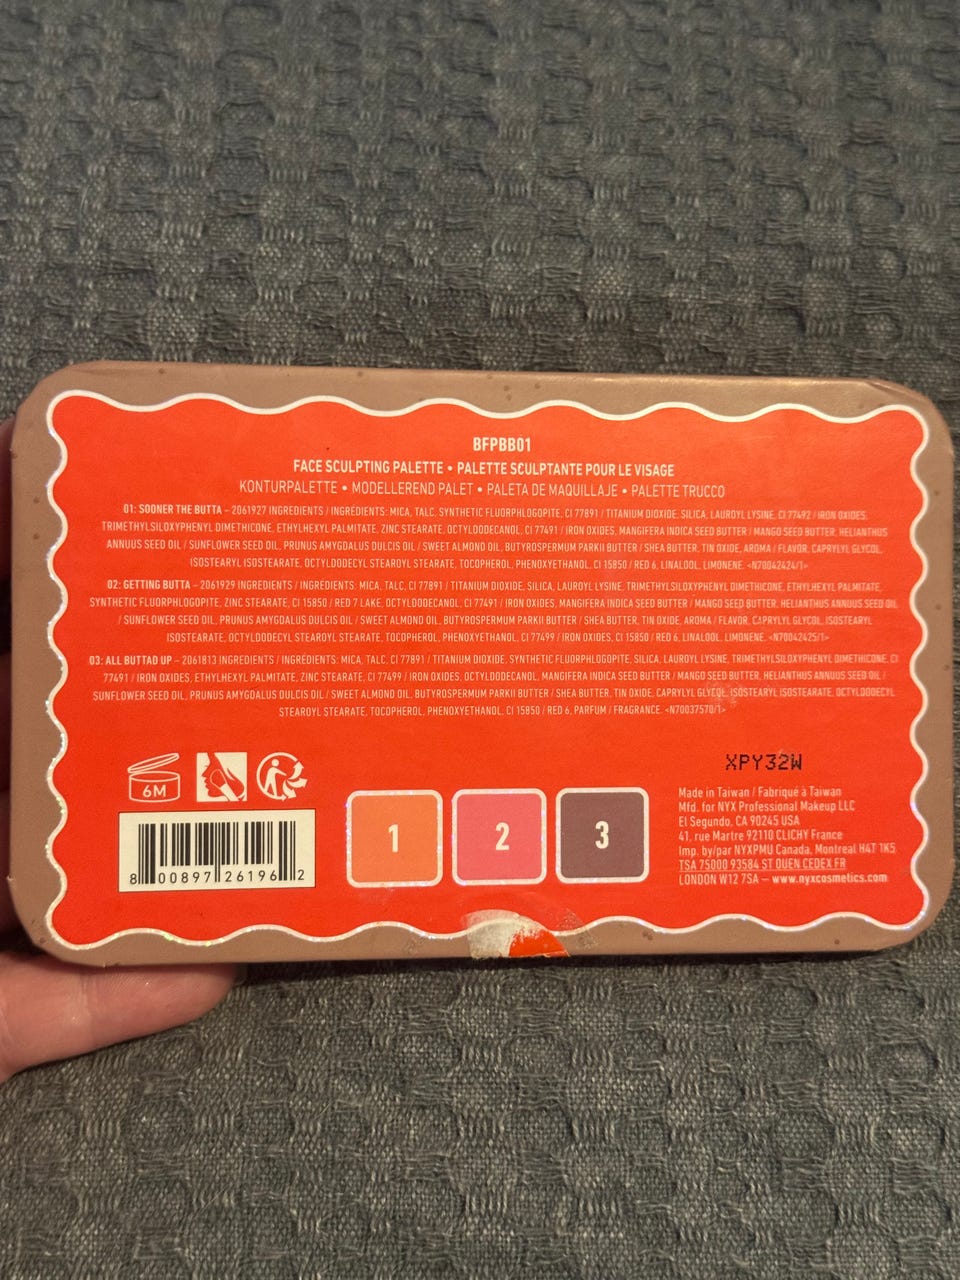 BFPBB01
FACE SCULPTING PALETTE • PALETTE SCULPTANTE POUR LE VISAGE
KONTURPALETTE • MODELLEREND PALET • PALETA DE MAQUILLAJE • PALETTE TRUCCO
01: SOONER THE BUTTA – 2061927 INGREDIENTS / INGRÉDIENTS: MICA, TALC, SYNTHETIC FLUORPHLOGOPITE, CI 77891 / TITANIUM DIOXIDE, SILICA, LAUROYL LYSINE, CI 77492 / IRON OXIDES,
TRIMETHYLSILOXYPHENYL DIMETHICONE, ETHYLHEXYL PALMITATE, ZINC STEARATE, OCTYLDODECANOL, CI 77491 / IRON OXIDES, MANGIFERA INDICA SEED BUTTER / MANGO SEED BUTTER, HELIANTHUS
ANNUUS SEED OIL / SUNFLOWER SEED OIL, PRUNUS AMYGDALUS DULCIS OIL / SWEET ALMOND OIL, BUTYROSPERMUM PARKII BUTTER / SHEA BUTTER, TIN OXIDE, AROMA / FLAVOR, CAPRYLYL GLYCOL,
ISOSTEARYL ISOSTEARATE, OCTYLDODECYL STEAROYL STEARATE, TOCOPHEROL, PHENOXYETHANOL, CI 15850 / RED 6, LINALOOL, LIMONENE. <N70042424/1>
02: GETTING BUTTA – 2061929 INGREDIENTS / INGRÉDIENTS: MICA, TALC, CI 77891 / TITANIUM DIOXIDE, SILICA, LAUROYL LYSINE, TRIMETHYLSILOXYPHENYL DIMETHICONE, ETHYLHEXYL PALMITATE,
SYNTHETIC FLUORPHLOGOPITE, ZINC STEARATE, CI 15850 / RED 7 LAKE, OCTYLDODECANOL, CI 77491 / IRON OXIDES, MANGIFERA INDICA SEED BUTTER / MANGO SEED BUTTER, HELIANTHUS ANNUUS SEED OIL
/ SUNFLOWER SEED OIL, PRUNUS AMYGDALUS DULCIS OIL / SWEET ALMOND OIL, BUTYROSPERMUM PARKII BUTTER / SHEA BUTTER, TIN OXIDE, AROMA / FLAVOR, CAPRYLYL GLYCOL, ISOSTEARYL
ISOSTEARATE, OCTYLDODECYL STEAROYL STEARATE, TOCOPHEROL, PHENOXYETHANOL, CI 77499 / IRON OXIDES, CI 15850 / RED 6, LINALOOL, LIMONENE. <N70042425/1>
03: ALL BUTTAD UP – 2061813 INGREDIENTS / INGRÉDIENTS: MICA, TALC, CI 77891 / TITANIUM DIOXIDE, SYNTHETIC FLUORPHLOGOPITE, SILICA, LAUROYL LYSINE, TRIMETHYLSILOXYPHENYL DIMETHICONE, CI
77491 / IRON OXIDES, ETHYLHEXYL PALMITATE, ZINC STEARATE, CI 77499 / IRON OXIDES, OCTYLDODECANOL, MANGIFERA INDICA SEED BUTTER / MANGO SEED BUTTER, HELIANTHUS ANNUUS SEED OIL /
SUNFLOWER SEED OIL, PRUNUS AMYGDALUS DULCIS OIL / SWEET ALMOND OIL, BUTYROSPERMUM PARKII BUTTER / SHEA BUTTER, TIN OXIDE, CAPRYLYL GLYCOL, ISOSTEARYL ISOSTEARATE, OCTYLDODECYL
STEAROYL STEARATE, TOCOPHEROL, PHENOXYETHANOL, CI 15850 / RED 6, PARFUM / FRAGRANCE. <N70037570/1>
6M
8 00897 26196 2
1
2
3
XPY32W
Made in Taiwan / Fabriqué à Taiwan
Mfd. for NYX Professional Makeup LLC
El Segundo, CA 90245 USA
41, rue Martre 92110 CLICHY France
Imp. by/par NYXPMU Canada, Montreal H4T 1K5
TSA 75000 93584 ST OUEN CEDEX FR
LONDON W12 7SA – www.nyxcosmetics.com